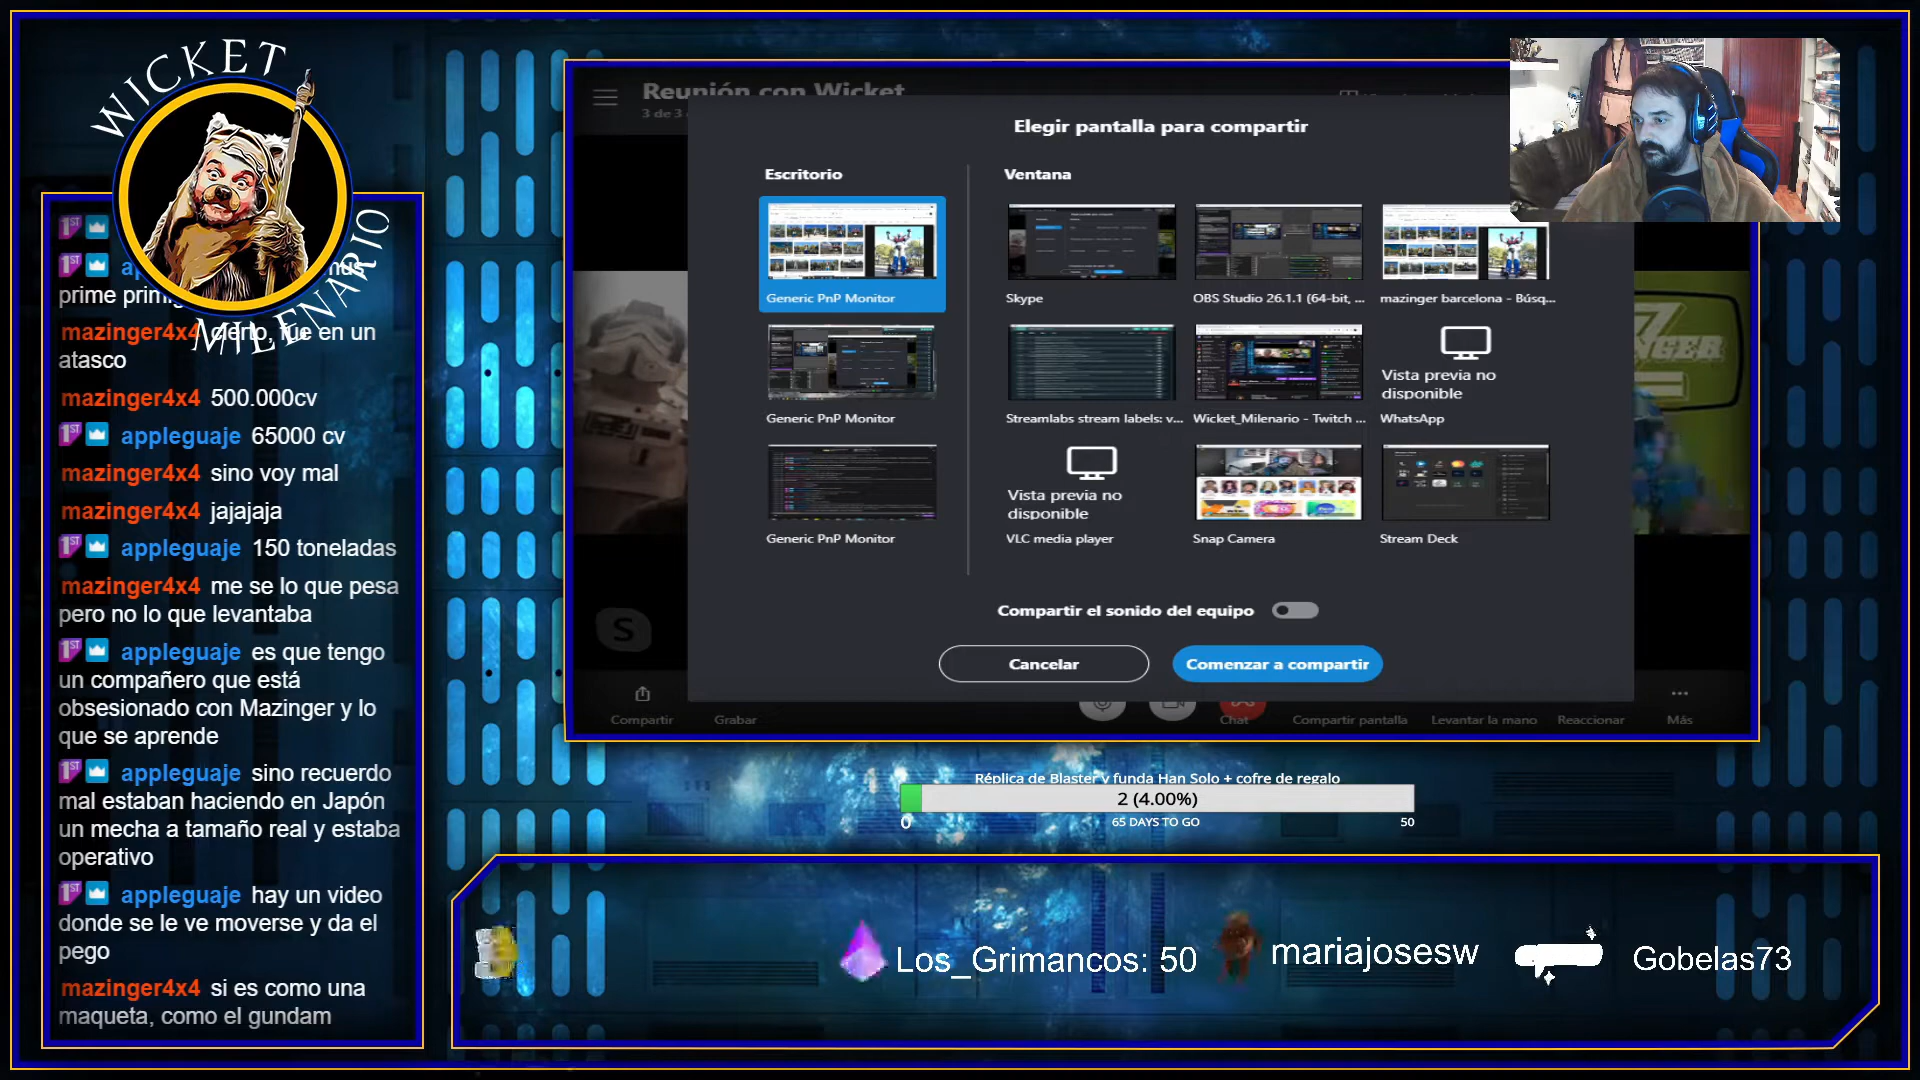 WICKET
MILENARIO
prime
mazinger4x4 cierto, fue en un
atasco
mazinger4x4 500.000cv
appleguaje 65000 cv
mazinger4x4 sino voy mal
mazinger4x4 jajajaja
appleguaje 150 toneladas
mazinger4x4 me se lo que pesa
pero no lo que levantaba
appleguaje es que tengo
un compañero que está
obsesionado con Mazinger y lo
que se aprende
appleguaje sino recuerdo
mal estaban haciendo en Japón
un mecha a tamaño real y estaba
operativo
appleguaje hay un video
donde se le ve moverse y da el
pego
mazinger4x4 si es como una
maqueta, como el gundam
Reunión con Wicket
3 de 3
Elegir pantalla para compartir
Escritorio
Ventana
Generic PnP Monitor
Skype
OBS Studio 26.1.1 (64-bit, ...
mazinger barcelona - Búsq...
Vista previa no
disponible
Generic PnP Monitor
Streamlabs stream labels: v...
Wicket_Milenario - Twitch ...
WhatsApp
Vista previa no
disponible
Generic PnP Monitor
VLC media player
Snap Camera
Stream Deck
Compartir el sonido del equipo
Cancelar
Comenzar a compartir
S
Compartir
Grabar
Chat
Compartir pantalla
Levantar la mano
Reaccionar
Más
Réplica de Blaster y funda Han Solo + cofre de regalo
2 (4.00%)
0
65 DAYS TO GO
50
Los_Grimancos: 50
mariajosesw
Gobelas73